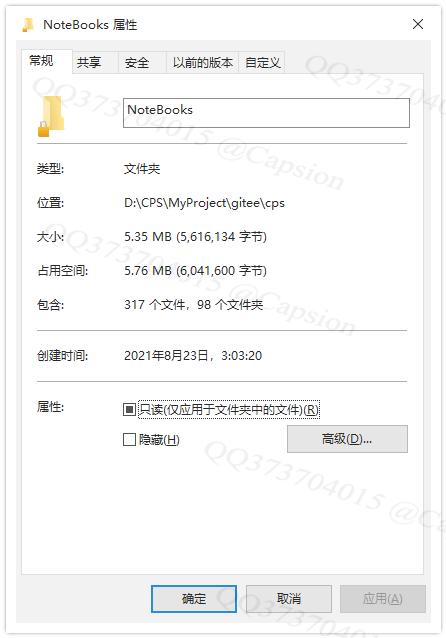 NoteBooks 属性
常规 共享 安全 以前的版本 自定义
NoteBooks
类型: 文件夹
位置: D:\CPS\MyProject\gitee\cps
大小: 5.35 MB (5,616,134 字节)
占用空间: 5.76 MB (6,041,600 字节)
包含: 317 个文件，98 个文件夹
创建时间: 2021年8月23日，3:03:20
属性: 只读(仅应用于文件夹中的文件)(R)
隐藏(H) 高级(D)...
确定 取消 应用(A)
QQ373704015 @Capsion
QQ373704015 @Capsion
QQ373704015 @Capsion
QQ373704015 @Capsion
QQ373704015